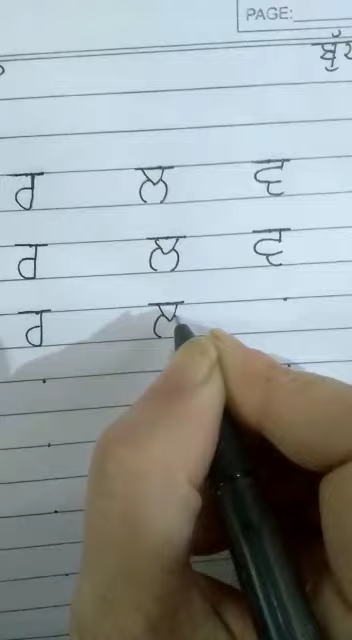 PAGE:
ਰ ਲ ਵ
ਰ ਲ ਵ
ਰ ਲ